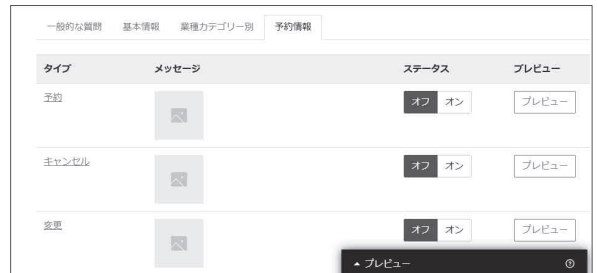 一般的な質問 基本情報 業種カテゴリー別 予約情報
タイプ メッセージ ステータス プレビュー
予約 オフ オン プレビュー
キャンセル オフ オン プレビュー
変更 オフ オン プレビュー
プレビュー